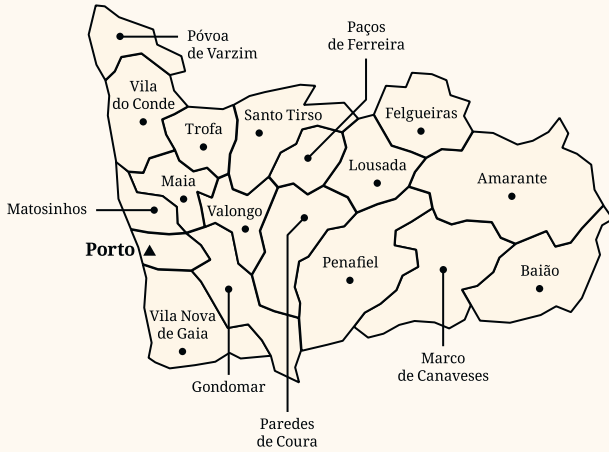 Póvoa
de Varzim
Paços
de Ferreira
Vila
do Conde
Santo Tirso
Felgueiras
Trofa
Lousada
Maia
Amarante
Matosinhos
Valongo
Porto
Penafiel
Baião
Vila Nova
de Gaia
Marco
de Canaveses
Gondomar
Paredes
de Coura